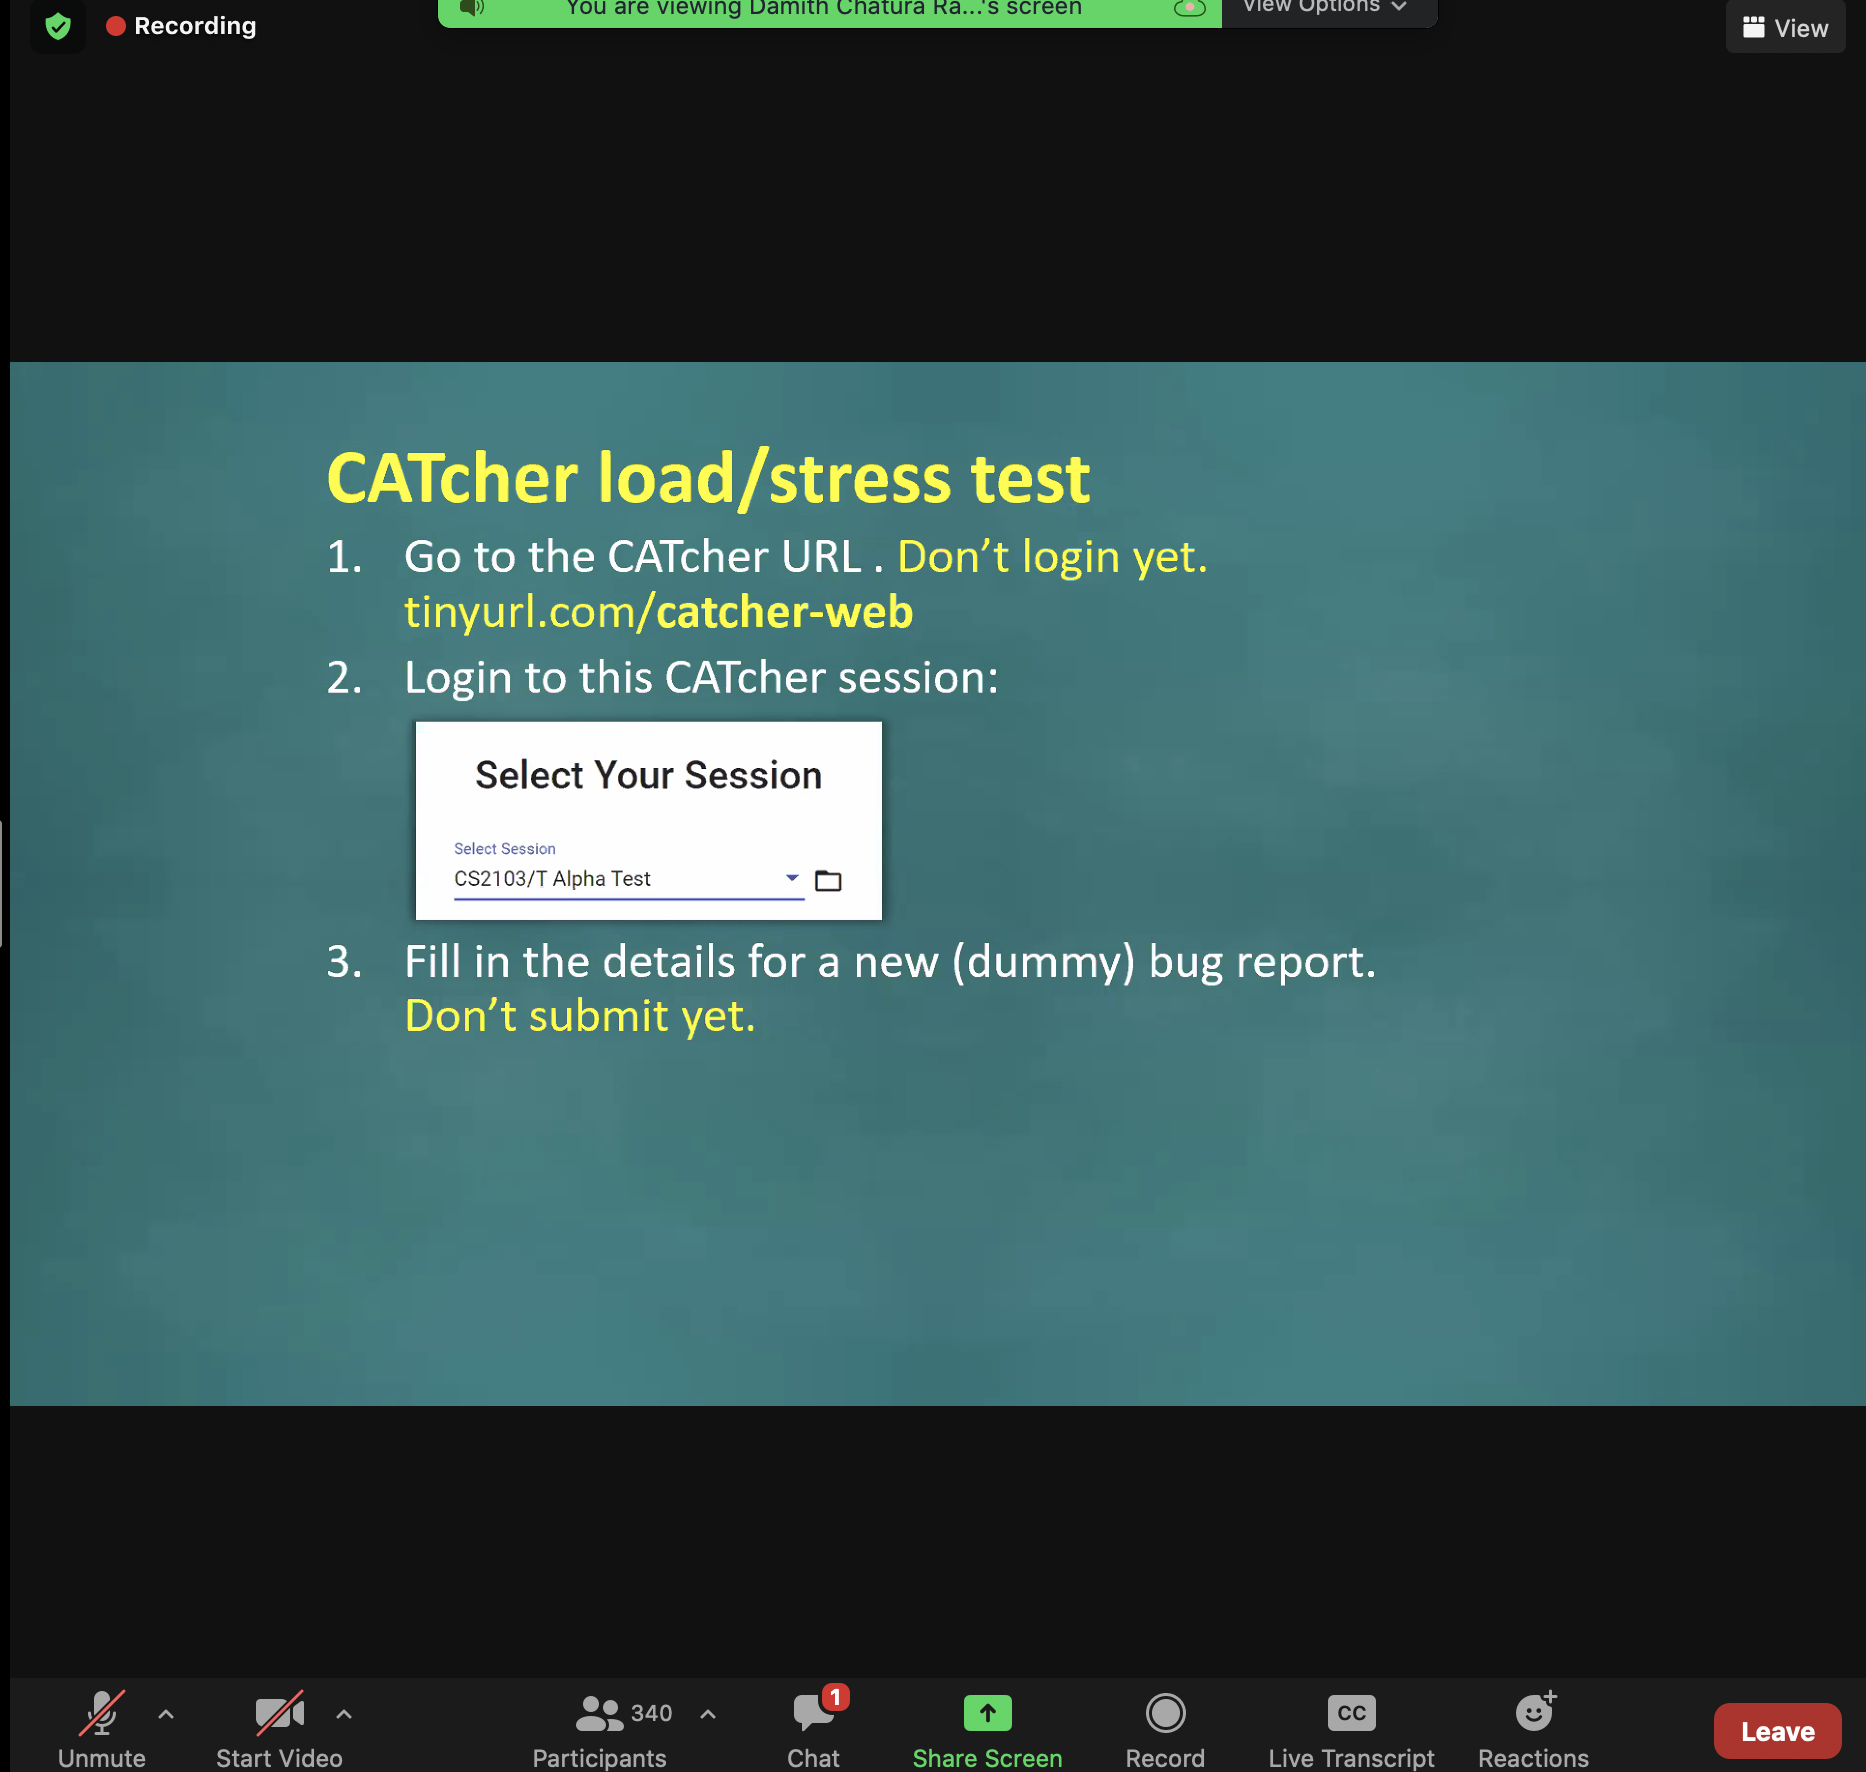 Recording
You are viewing Damith Chatura Ra...'s screen
View Options
View
CATcher load/stress test
1. Go to the CATcher URL . Don't login yet.
tinyurl.com/catcher-web
2. Login to this CATcher session:
Select Your Session
Select Session
CS2103/T Alpha Test
3. Fill in the details for a new (dummy) bug report.
Don't submit yet.
340
1
CC
Unmute
Start Video
Participants
Chat
Share Screen
Record
Live Transcript
Reactions
Leave